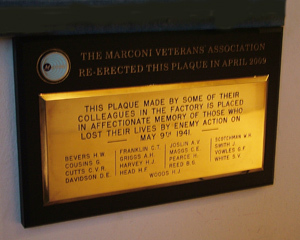 THE MARCONI VETERANS ASSOCIATION
RE-ERECTED THIS PLAQUE IN APRIL 2009
THIS PLAQUE MADE BY SOME OF THEIR
COLLEAGUES IN THE FACTORY IS PLACED
IN AFFECTIONATE MEMORY OF THOSE WHO
LOST THEIR LIVES BY ENEMY ACTION ON
MAY 9TH 1941
BEVERS H.W.
COUSINS G.
CUTTS C.V.R.
DAVIDSON D.E.
FRANKLIN C.T.
GRIGGS A.H.
HARVEY H.J.
HEAD H.F.
JOSLIN A.V.
MAGGS C.E.
PEARCE H.
REED B.R.
SCOTCHMAN W.R.
SMITH J.
VOWLES G.F.
WHITE S.V.
WOODS H.J.